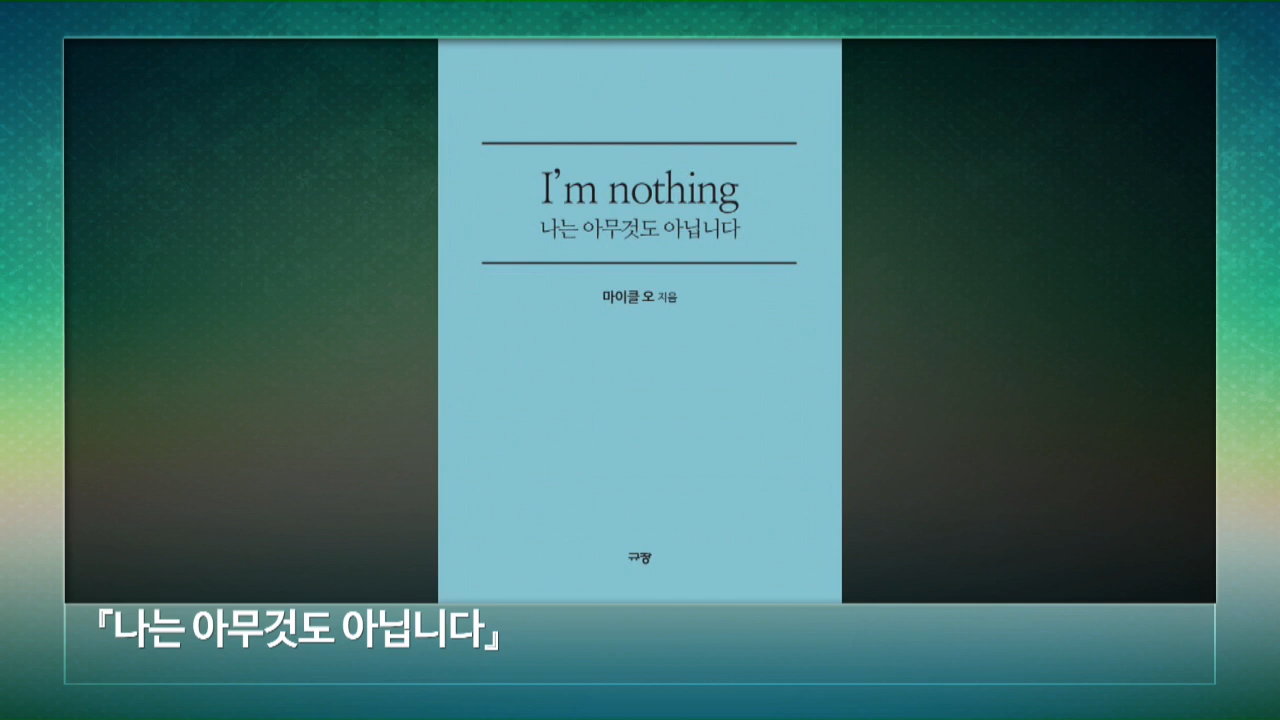 I'm nothing
나는 아무것도 아닙니다
마이클 오 지음
규장
『나는 아무것도 아닙니다』